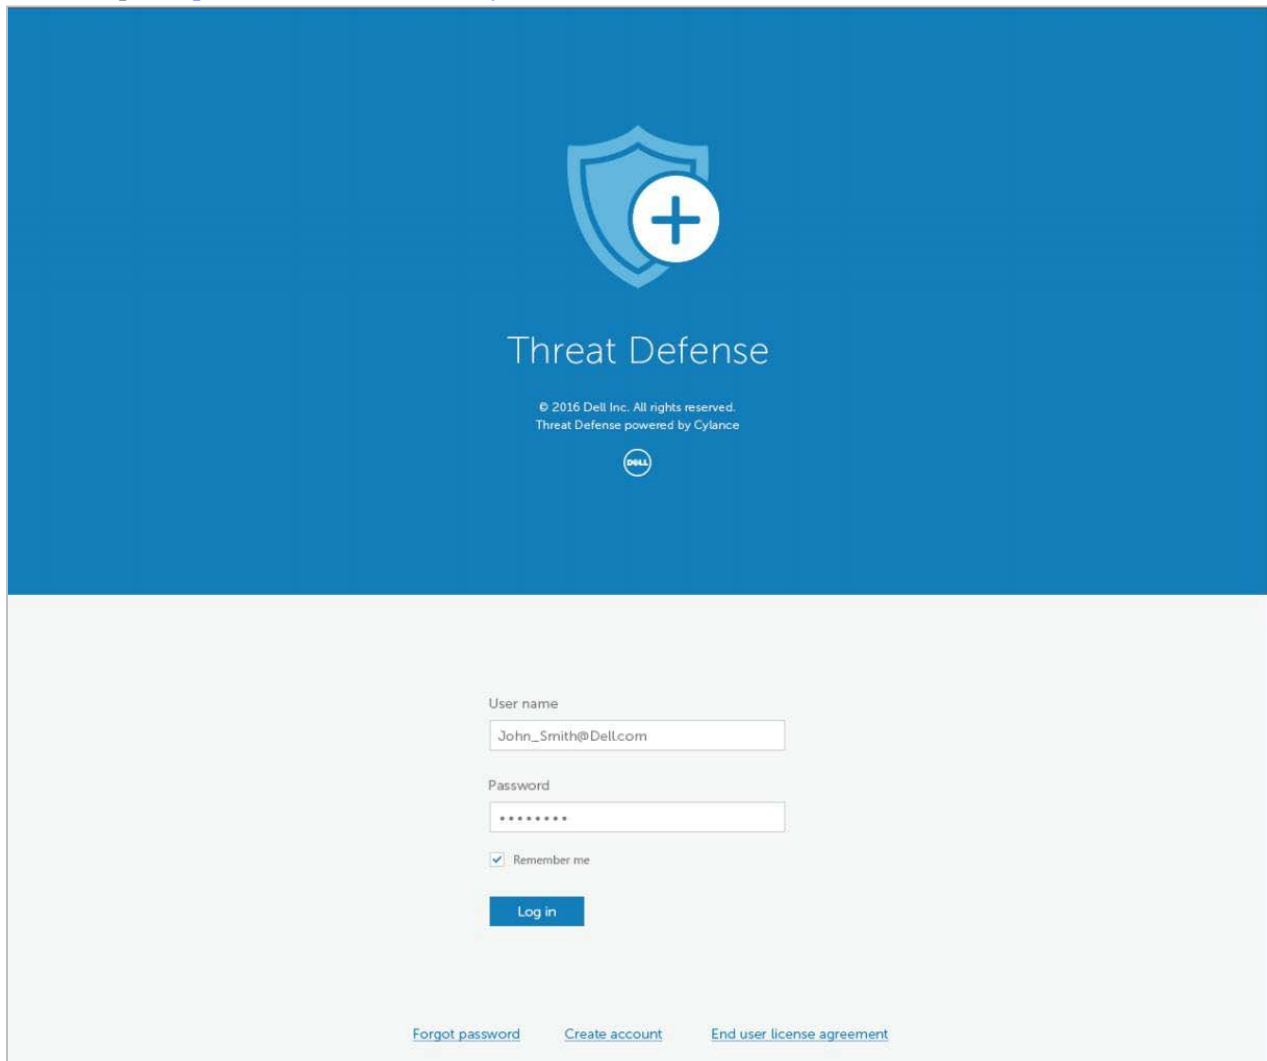 Threat Defense
© 2016 Dell Inc. All rights reserved.
Threat Defense powered by Cylance
DELL
User name
John_Smith@Dell.com
Password
••••••••
Remember me
Log in
Forgot password Create account End user license agreement